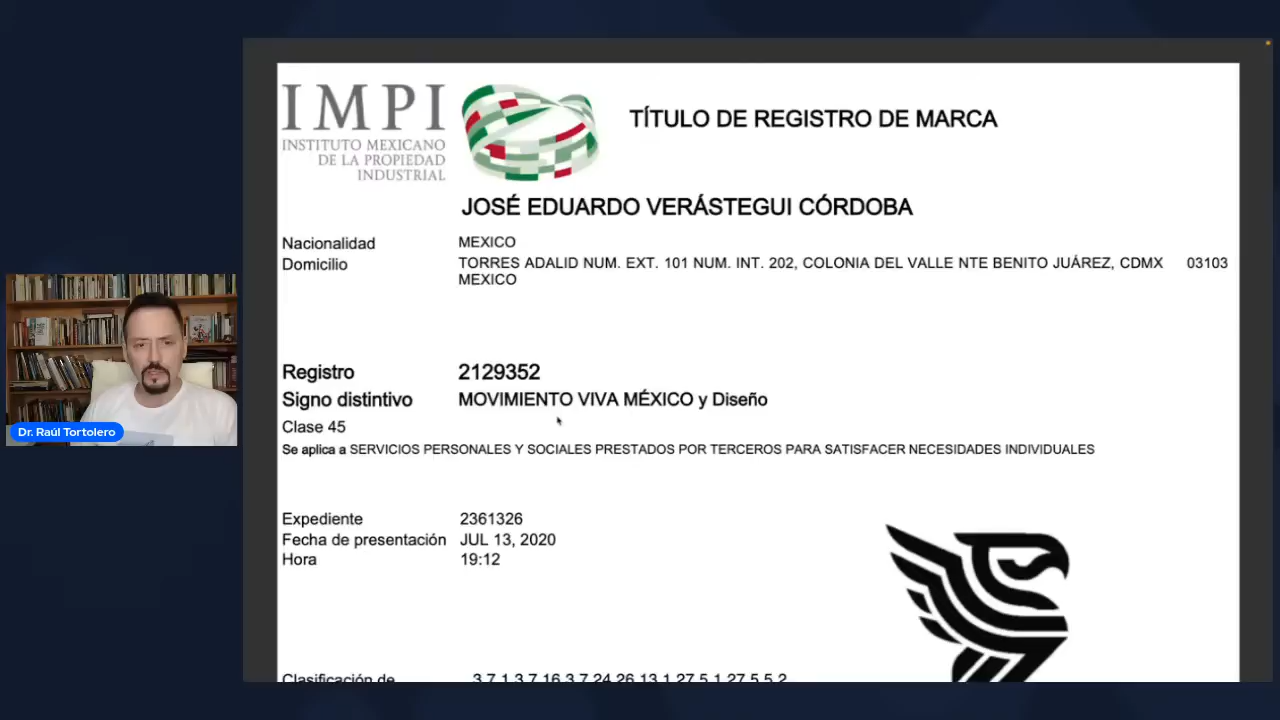 IMPI
INSTITUTO MEXICANO
DE LA PROPIEDAD
INDUSTRIAL
TÍTULO DE REGISTRO DE MARCA
JOSÉ EDUARDO VERÁSTEGUI CÓRDOBA
Nacionalidad MEXICO
Domicilio TORRES ADALID NUM. EXT. 101 NUM. INT. 202, COLONIA DEL VALLE NTE BENITO JUÁREZ, CDMX 03103
MEXICO
Registro 2129352
Signo distintivo MOVIMIENTO VIVA MÉXICO y Diseño
Clase 45
Se aplica a SERVICIOS PERSONALES Y SOCIALES PRESTADOS POR TERCEROS PARA SATISFACER NECESIDADES INDIVIDUALES
Dr. Raúl Tortolero
Expediente 2361326
Fecha de presentación JUL 13, 2020
Hora 19:12
Clasificación de